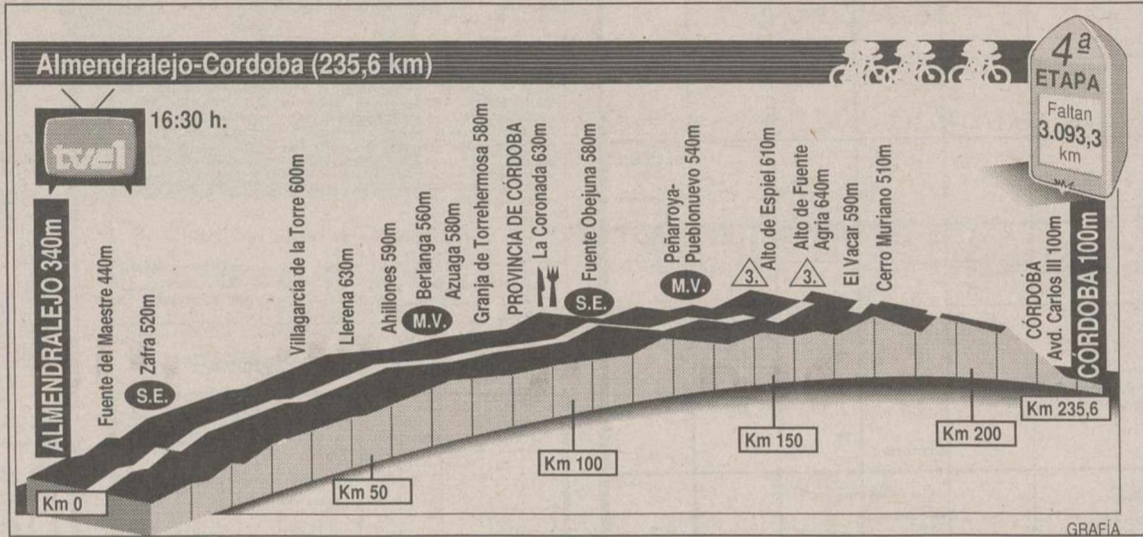 Almendralejo-Cordoba (235,6 km)
4ª
ETAPA
Faltan
3.093,3
km
tve1
16:30 h.
ALMENDRALEJO 340m
Fuente del Maestre 440m
Zafra 520m
S.E.
Villagarcia de la Torre 600m
Llerena 630m
Ahillones 590m
Berlanga 560m
M.V.
Azuaga 580m
Granja de Torrehermosa 580m
PROVINCIA DE CÓRDOBA
La Coronada 630m
Fuente Obejuna 580m
S.E.
Peñarroya-
Pueblonuevo 540m
M.V.
Alto de Espiel 610m
3.
Alto de Fuente
Agria 640m
3.
El Vacar 590m
Cerro Muriano 510m
CÓRDOBA
Avd. Carlos III 100m
CÓRDOBA 100m
Km 0
Km 50
Km 100
Km 150
Km 200
Km 235,6
GRAFÍA